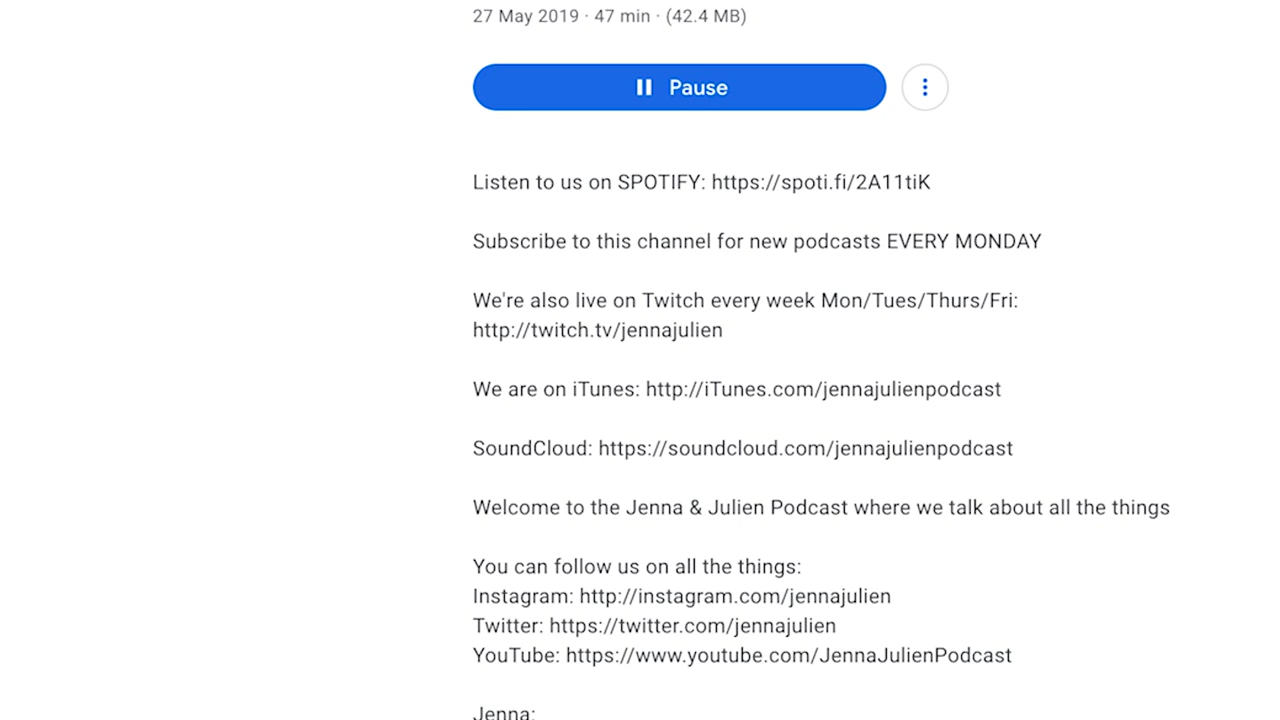 27 May 2019 · 47 min · (42.4 MB)
Pause
Listen to us on SPOTIFY: https://spoti.fi/2A11tiK
Subscribe to this channel for new podcasts EVERY MONDAY
We're also live on Twitch every week Mon/Tues/Thurs/Fri:
http://twitch.tv/jennajulien
We are on iTunes: http://iTunes.com/jennajulienpodcast
SoundCloud: https://soundcloud.com/jennajulienpodcast
Welcome to the Jenna & Julien Podcast where we talk about all the things
You can follow us on all the things:
Instagram: http://instagram.com/jennajulien
Twitter: https://twitter.com/jennajulien
YouTube: https://www.youtube.com/JennaJulienPodcast
Jenna: